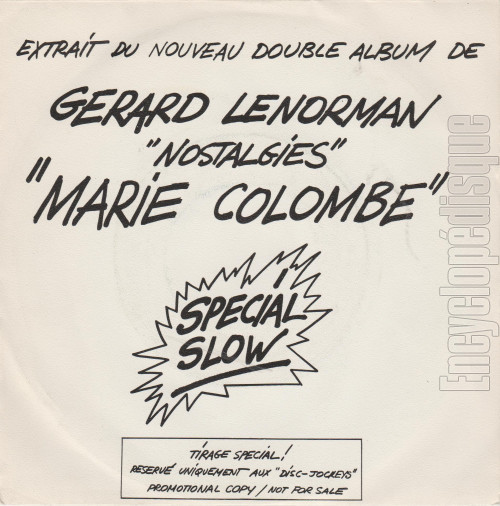 EXTRAIT DU NOUVEAU DOUBLE ALBUM DE
GERARD LENORMAN
"NOSTALGIES"
"MARIE COLOMBE"
SPECIAL
SLOW
TIRAGE SPECIAL!
RESERVÉ UNIQUEMENT AUX "DISC-JOCKEYS"
PROMOTIONAL COPY / NOT FOR SALE
Encyclopédisque